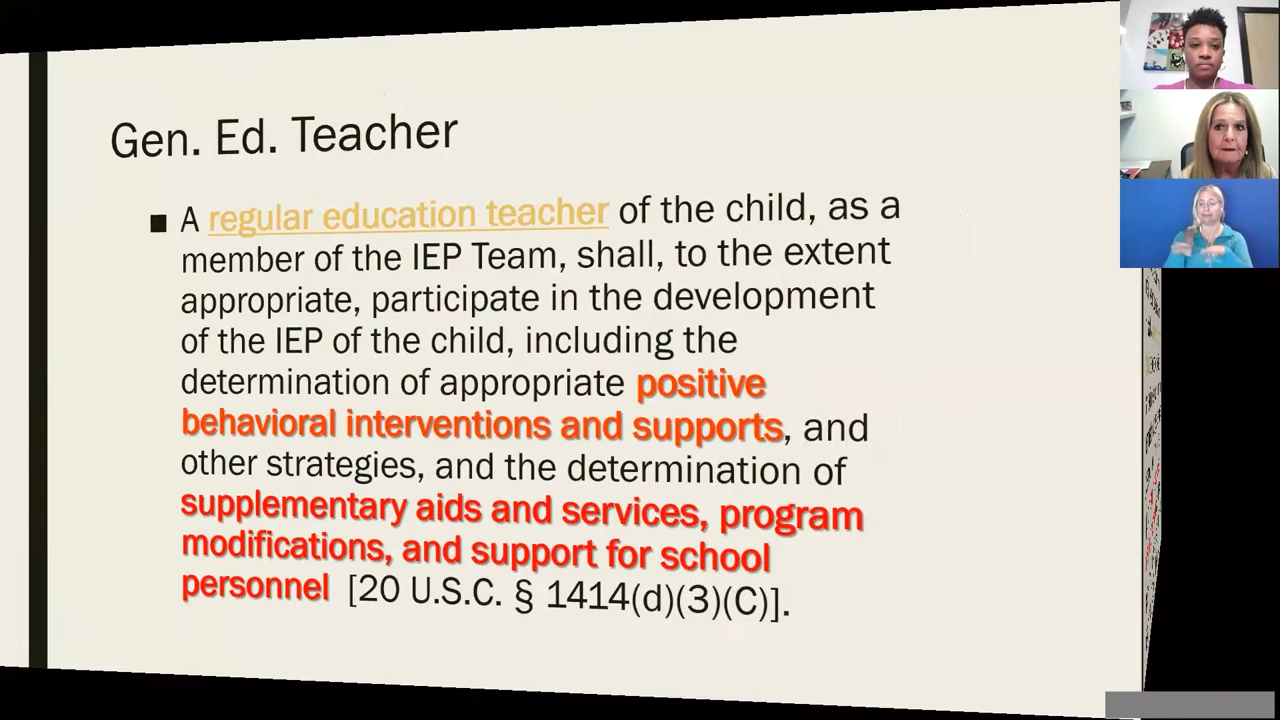 Gen. Ed. Teacher
■ A regular education teacher of the child, as a
member of the IEP Team, shall, to the extent
appropriate, participate in the development
of the IEP of the child, including the
determination of appropriate positive
behavioral interventions and supports, and
other strategies, and the determination of
supplementary aids and services, program
modifications, and support for school
personnel [20 U.S.C. § 1414(d)(3)(C)].